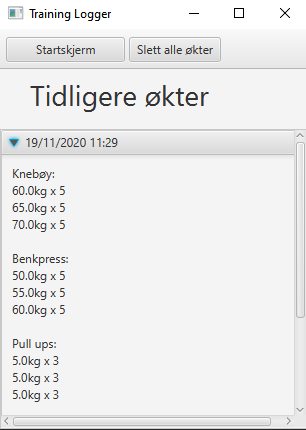 Training Logger
Startskjerm
Slett alle økter
Tidligere økter
19/11/2020 11:29
Knebøy:
60.0kg x 5
65.0kg x 5
70.0kg x 5
Benkpress:
50.0kg x 5
55.0kg x 5
60.0kg x 5
Pull ups:
5.0kg x 3
5.0kg x 3
5.0kg x 3